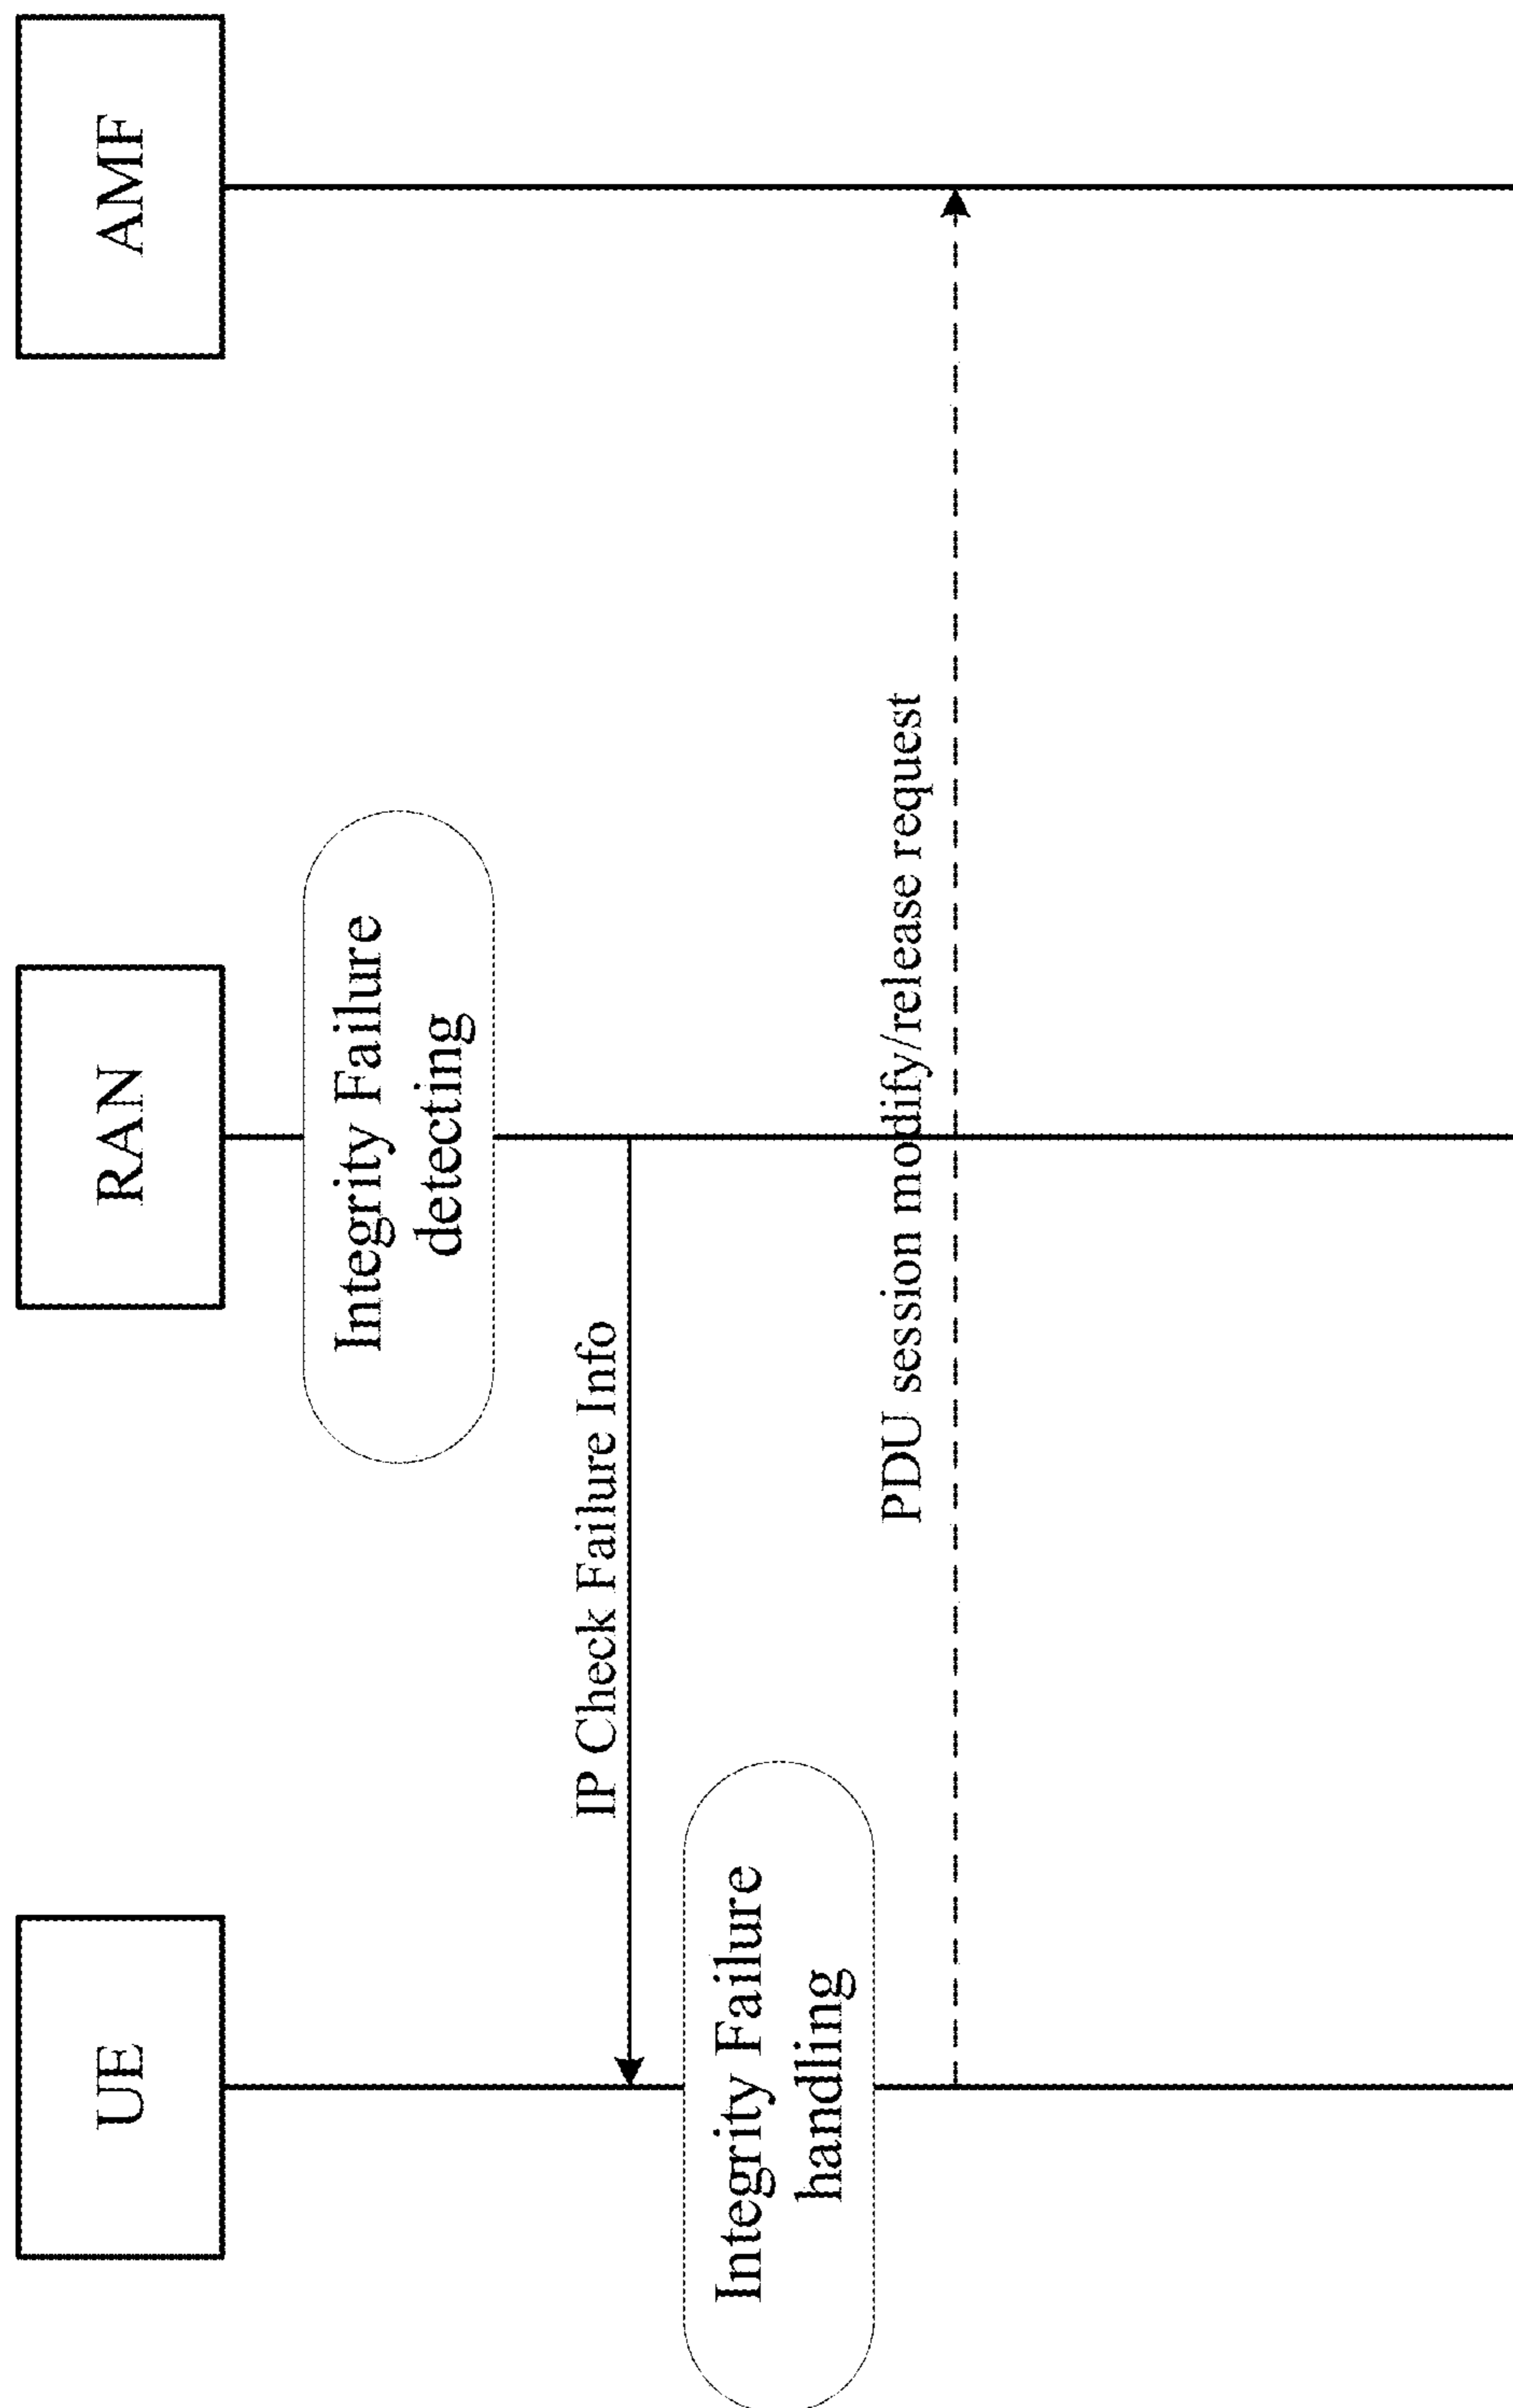 UE
RAN
AMF
Integrity Failure
detecting
IP Check Failure Info
Integrity Failure
handling
PDU session modify/release request